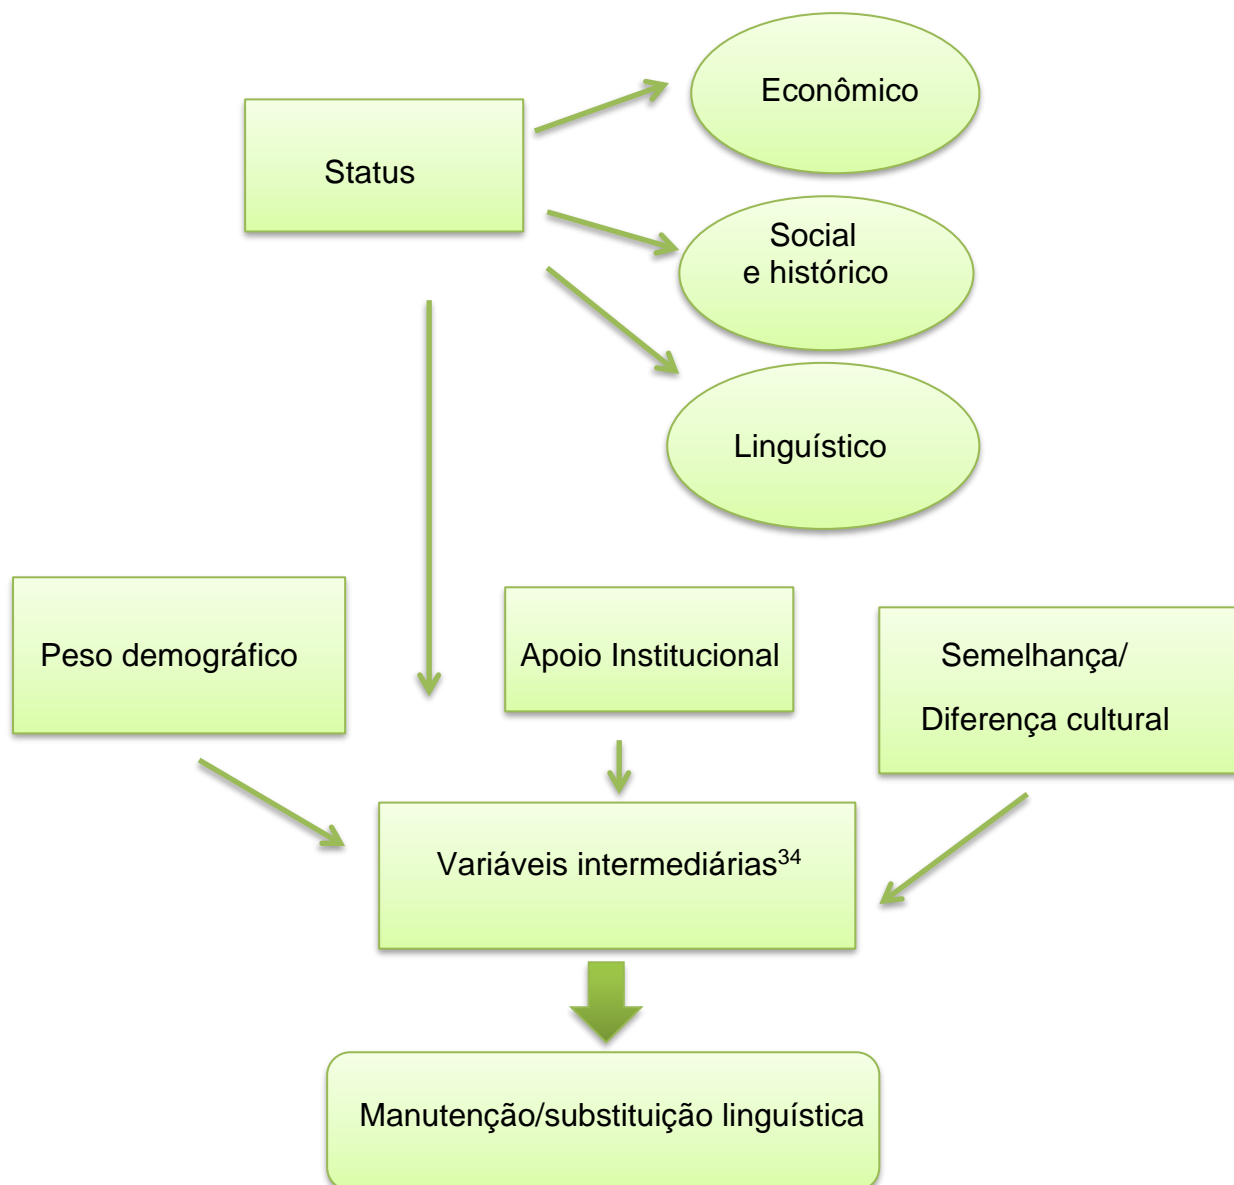 Econômico
Status
Social
e histórico
Linguístico
Peso demográfico
Apoio Institucional
Semelhança/
Diferença cultural
Variáveis intermediárias³⁴
Manutenção/substituição linguística